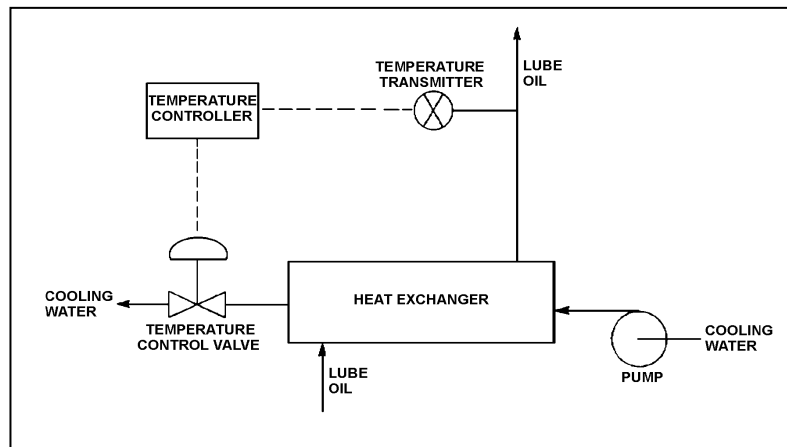 TEMPERATURE
TRANSMITTER
LUBE
OIL
TEMPERATURE
CONTROLLER
HEAT EXCHANGER
COOLING
WATER
TEMPERATURE
CONTROL VALVE
COOLING
WATER
LUBE
OIL
PUMP